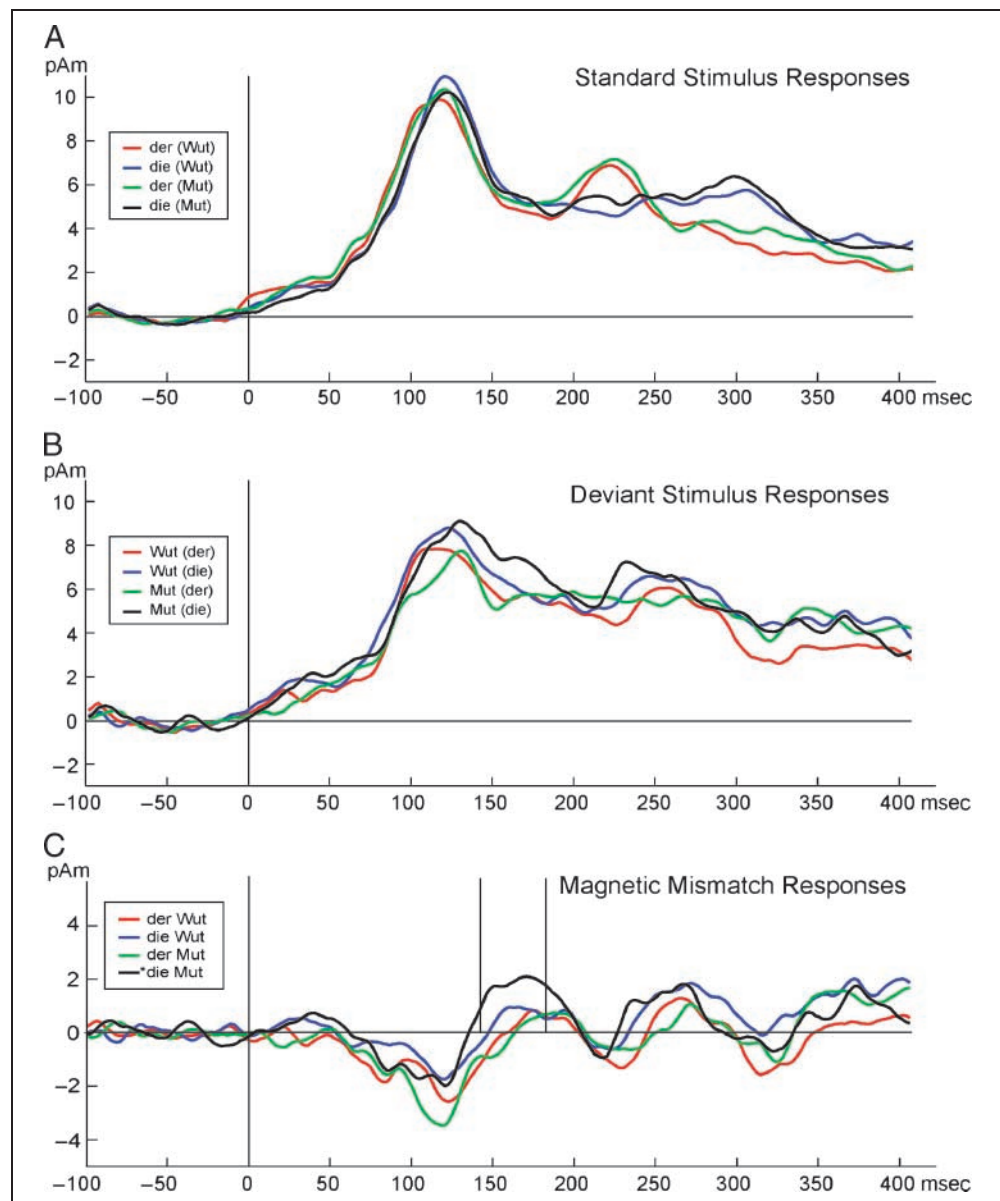 A
pAm
Standard Stimulus Responses
10
8
6
4
2
0
–2
der (Wut)
die (Wut)
der (Mut)
die (Mut)
–100 –50 0 50 100 150 200 250 300 350 400 msec
B
pAm
Deviant Stimulus Responses
10
8
6
4
2
0
–2
Wut (der)
Wut (die)
Mut (der)
Mut (die)
–100 –50 0 50 100 150 200 250 300 350 400 msec
C
pAm
Magnetic Mismatch Responses
4
2
0
–2
–4
der Wut
die Wut
der Mut
*die Mut
–100 –50 0 50 100 150 200 250 300 350 400 msec